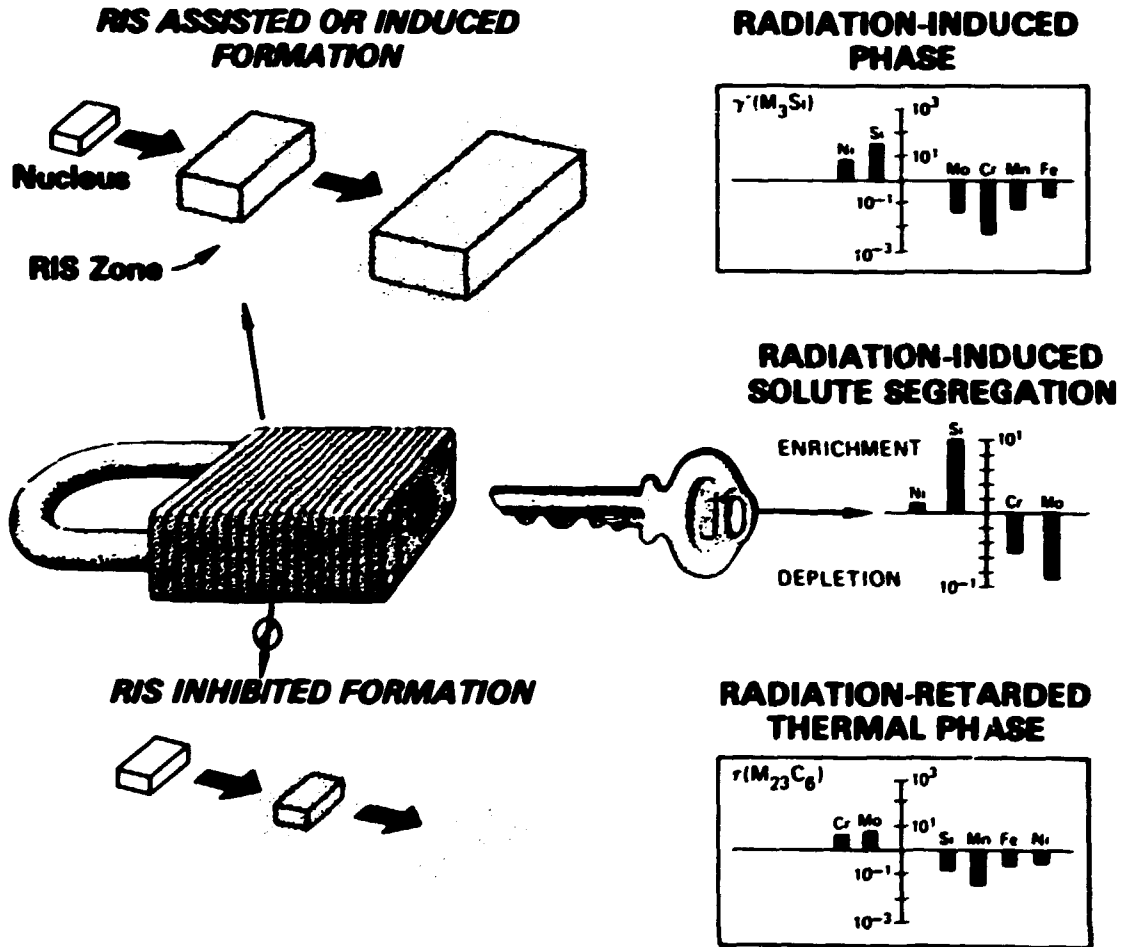 RIS ASSISTED OR INDUCED
FORMATION
Nucleus
RIS Zone
RADIATION-INDUCED
PHASE
γ′(M₃Si)
10³
Ni Si
10¹
Mo Cr Mn Fe
10⁻¹
10⁻³
RADIATION-INDUCED
SOLUTE SEGREGATION
ENRICHMENT
Si
10¹
Ni
Cr Mo
DEPLETION
10⁻¹
RIS INHIBITED FORMATION
RADIATION-RETARDED
THERMAL PHASE
τ(M₂₃C₆)
10³
Cr Mo
10¹
Si Mn Fe Ni
10⁻¹
10⁻³